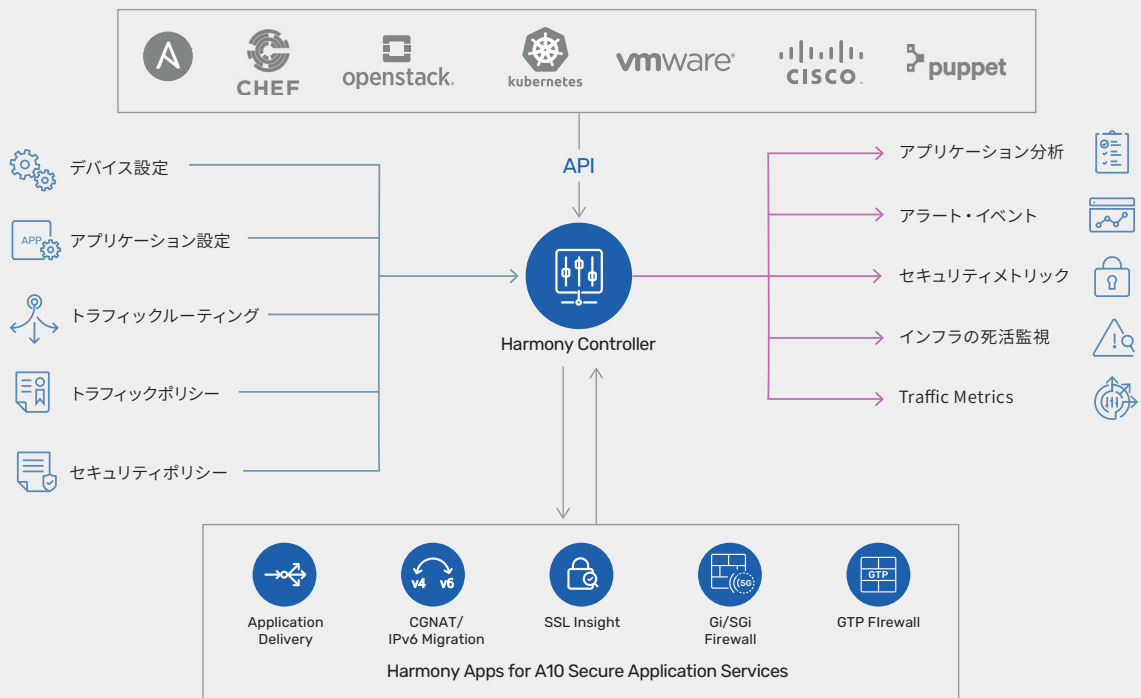 CHEF
openstack.
kubernetes
vmware®
CISCO
puppet
API
デバイス設定
APP
アプリケーション設定
トラフィックルーティング
トラフィックポリシー
セキュリティポリシー
Harmony Controller
アプリケーション分析
アラート・イベント
セキュリティメトリック
インフラの死活監視
Traffic Metrics
v4 v6
5G
GTP
Application
Delivery
CGNAT/
IPv6 Migration
SSL Insight
Gi/SGi
Firewall
GTP FIrewall
Harmony Apps for A10 Secure Application Services